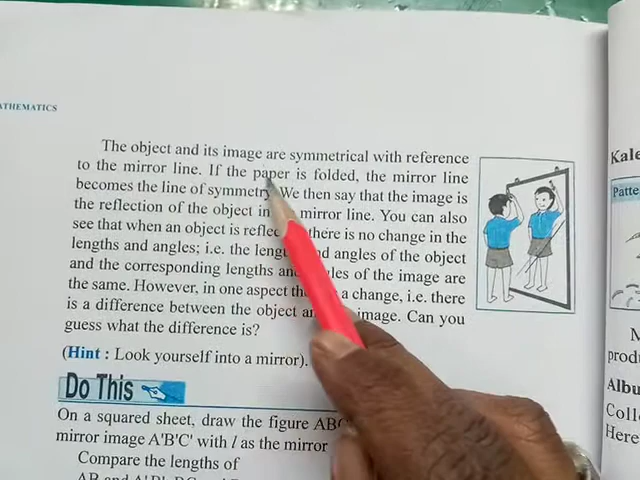 ATHEMATICS
The object and its image are symmetrical with reference
to the mirror line. If the paper is folded, the mirror line
becomes the line of symmetry. We then say that the image is
the reflection of the object in mirror line. You can also
see that when an object is reflec there is no change in the
lengths and angles; i.e. the leng d angles of the object
and the corresponding lengths an les of the image are
the same. However, in one aspect th a change, i.e. there
is a difference between the object a image. Can you
guess what the difference is?
(Hint : Look yourself into a mirror).
Do This
On a squared sheet, draw the figure ABC
mirror image A'B'C' with l as the mirror
Compare the lengths of
Kale
Patte
prod
Albu
Coll
Here